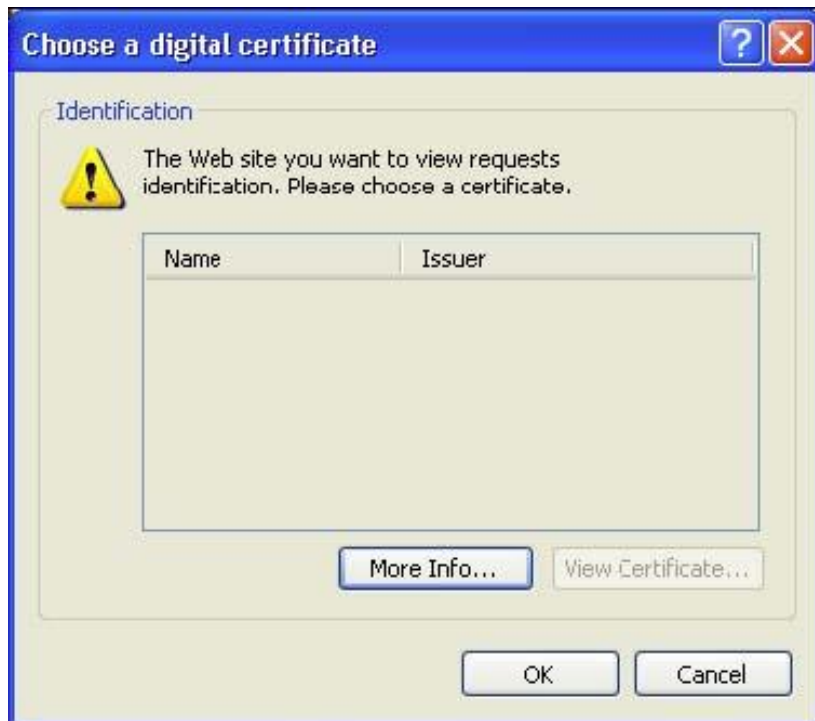 Choose a digital certificate
Identification
The Web site you want to view requests
identification. Please choose a certificate.
Name Issuer
More Info... View Certificate...
OK Cancel